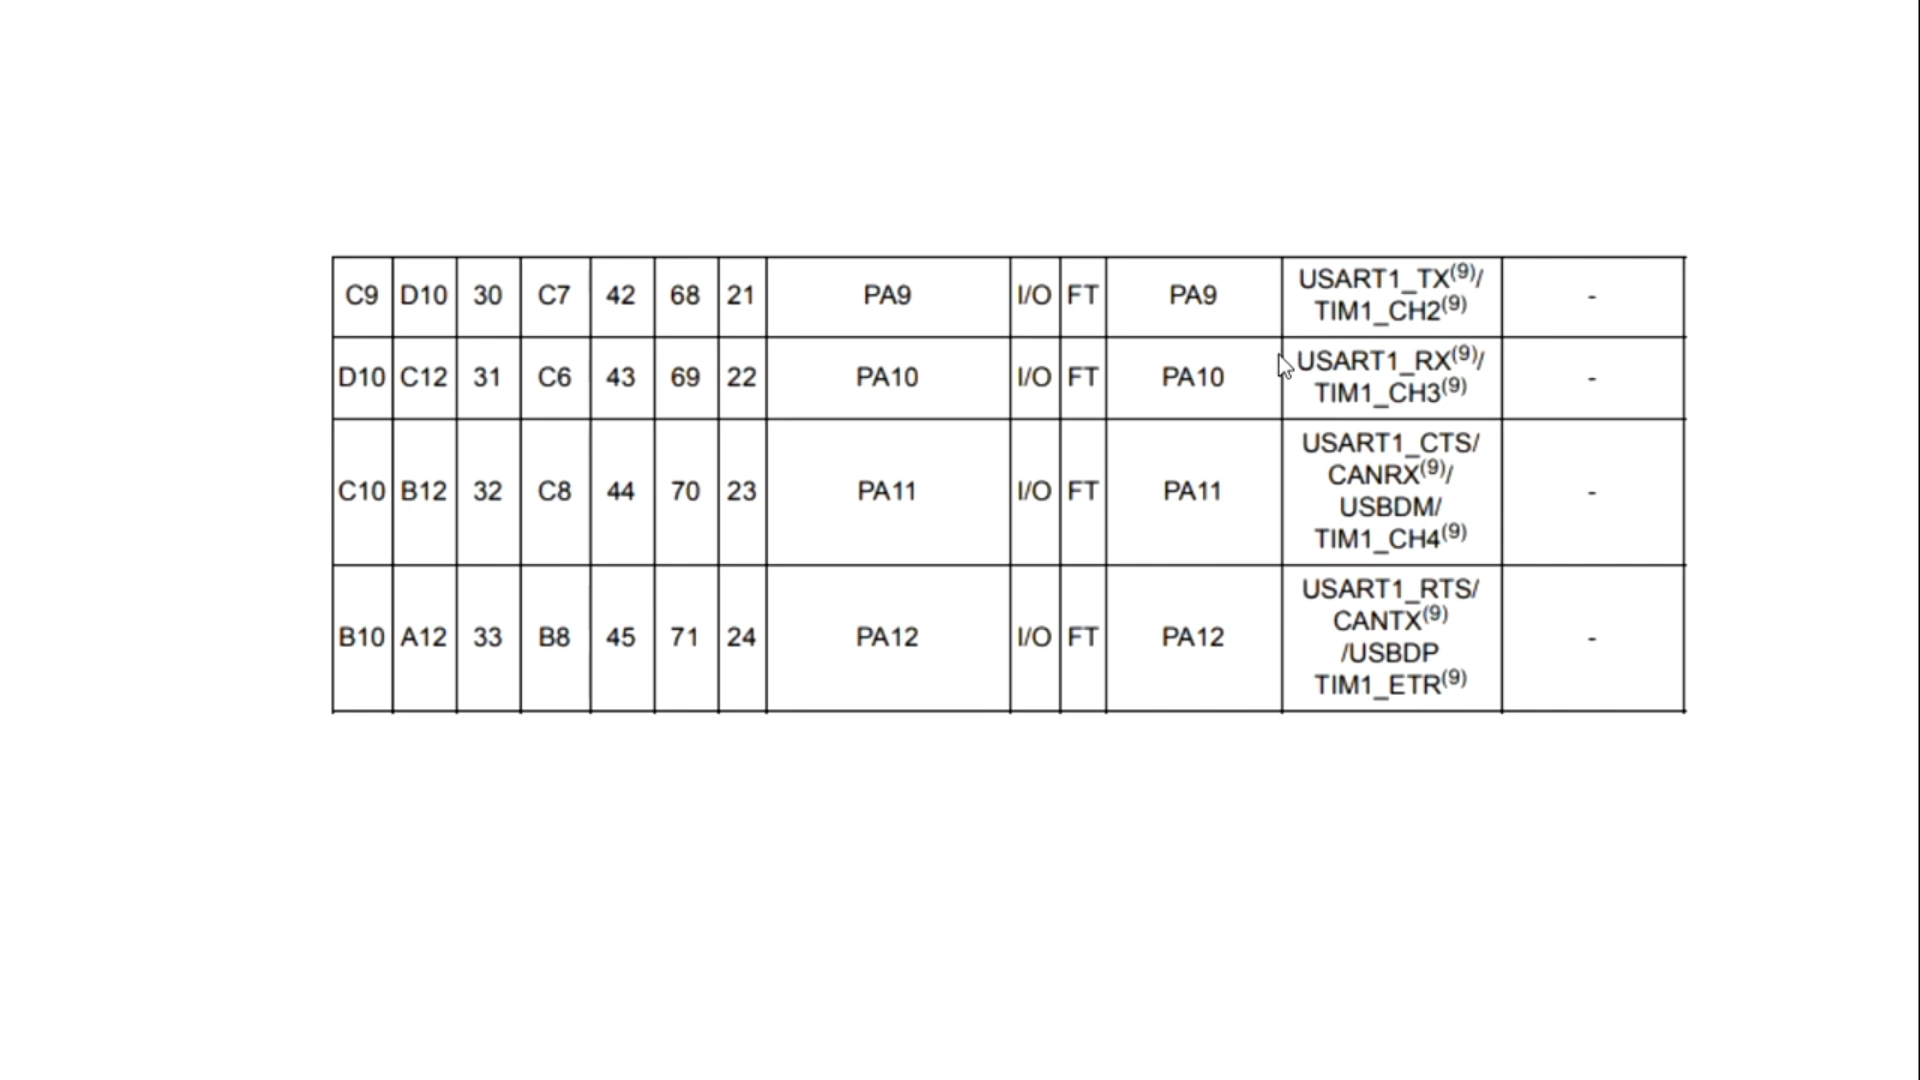 C9 D10 30 C7 42 68 21 PA9 I/O FT PA9 USART1_TX(9)/
TIM1_CH2(9) -
D10 C12 31 C6 43 69 22 PA10 I/O FT PA10 USART1_RX(9)/
TIM1_CH3(9) -
C10 B12 32 C8 44 70 23 PA11 I/O FT PA11 USART1_CTS/
CANRX(9)/
USBDM/
TIM1_CH4(9) -
B10 A12 33 B8 45 71 24 PA12 I/O FT PA12 USART1_RTS/
CANTX(9)
/USBDP
TIM1_ETR(9) -